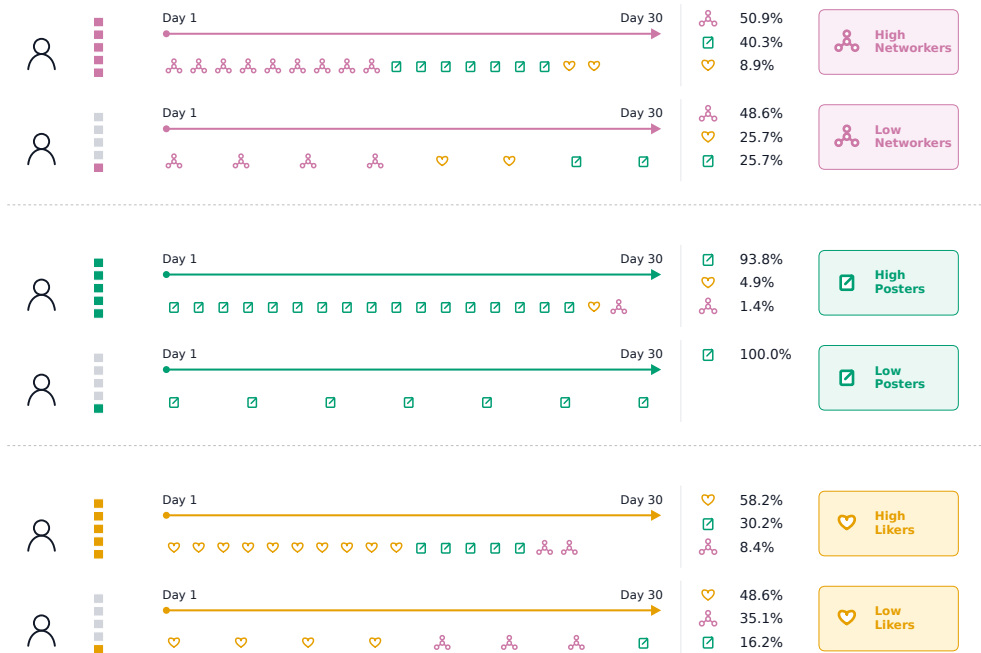 Day 1 Day 30
50.9%
40.3%
8.9%
High
Networkers
Day 1 Day 30
48.6%
25.7%
25.7%
Low
Networkers
Day 1 Day 30
93.8%
4.9%
1.4%
High
Posters
Day 1 Day 30
100.0%
Low
Posters
Day 1 Day 30
58.2%
30.2%
8.4%
High
Likers
Day 1 Day 30
48.6%
35.1%
16.2%
Low
Likers